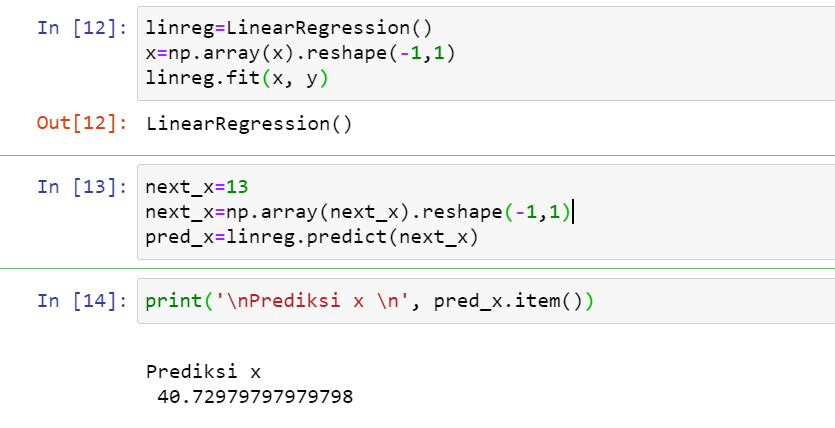 In [12]: linreg=LinearRegression()
x=np.array(x).reshape(-1,1)
linreg.fit(x, y)
Out[12]: LinearRegression()
In [13]: next_x=13
next_x=np.array(next_x).reshape(-1,1)
pred_x=linreg.predict(next_x)
In [14]: print('\nPrediksi x \n', pred_x.item())
Prediksi x
40.72979797979798